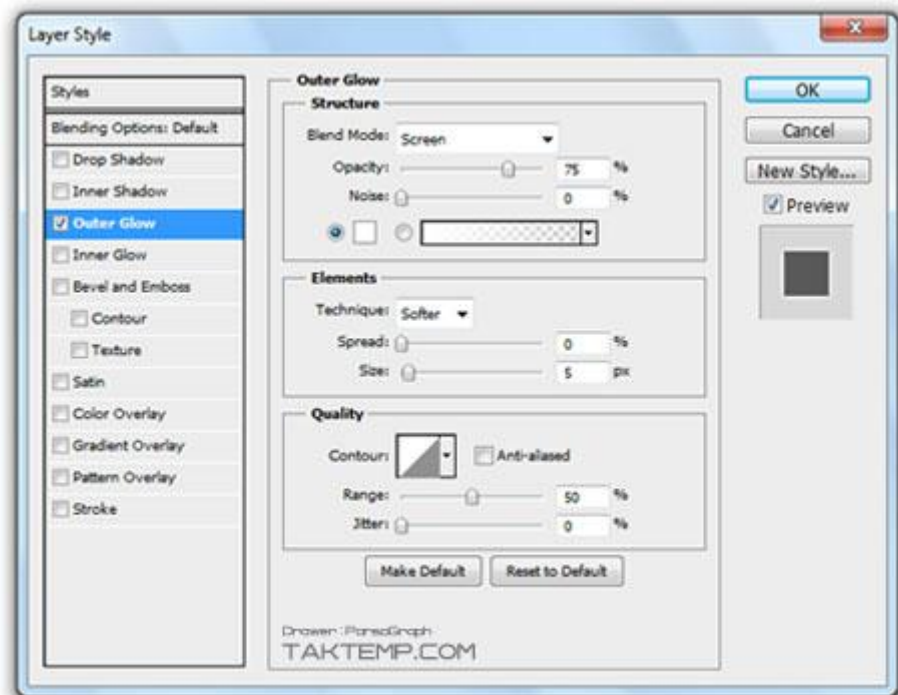 Layer Style
Styles
Blending Options: Default
Drop Shadow
Inner Shadow
Outer Glow
Inner Glow
Bevel and Emboss
Contour
Texture
Satin
Color Overlay
Gradient Overlay
Pattern Overlay
Stroke
Outer Glow
Structure
Blend Mode: Screen
Opacity: 75 %
Noise: 0 %
Elements
Technique: Softer
Spread: 0 %
Size: 5 px
Quality
Contour: Anti-aliased
Range: 50 %
Jitter: 0 %
Make Default Reset to Default
Drawer : ParsaGraph
TAKTEMP.COM
OK
Cancel
New Style...
Preview